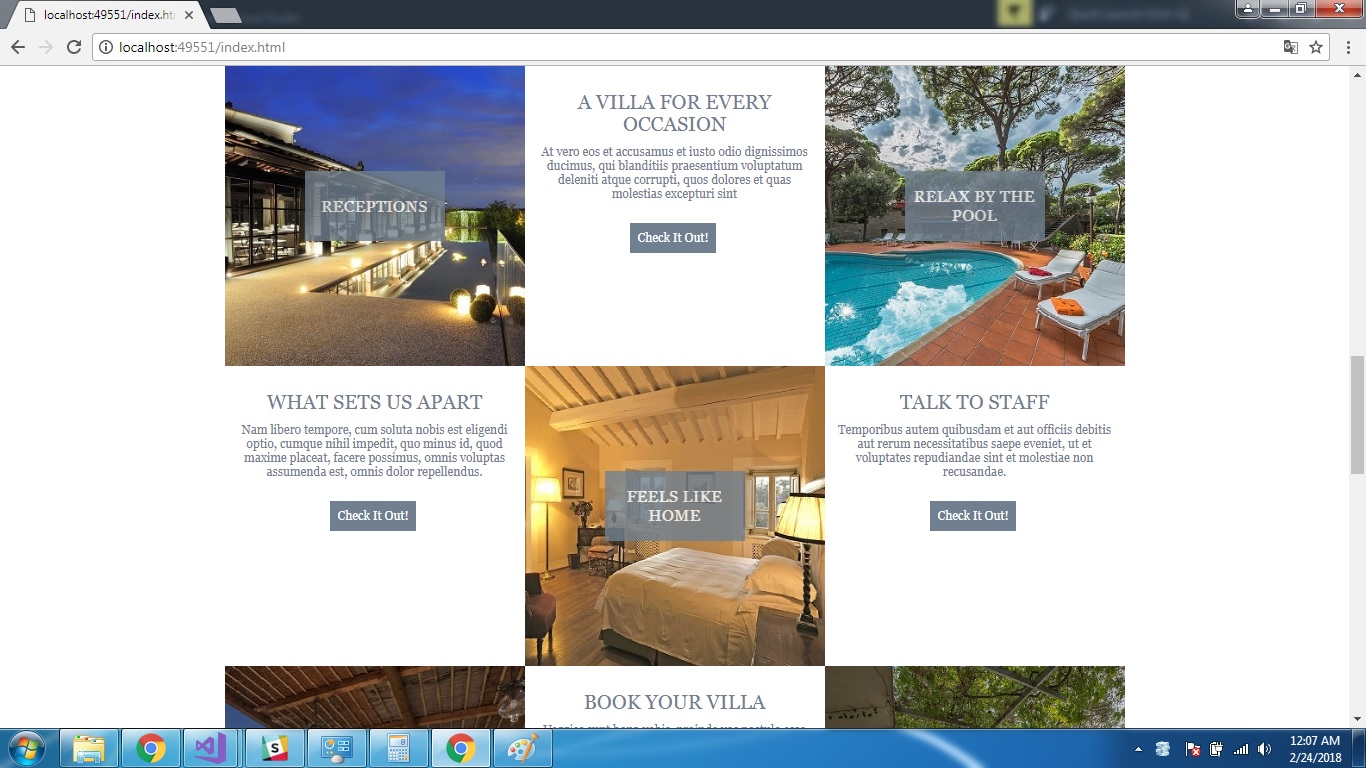 localhost:49551/index.ht
localhost:49551/index.html
RECEPTIONS
A VILLA FOR EVERY
OCCASION
At vero eos et accusamus et iusto odio dignissimos
ducimus, qui blanditiis praesentium voluptatum
deleniti atque corrupti, quos dolores et quas
molestias excepturi sint
Check It Out!
RELAX BY THE
POOL
WHAT SETS US APART
Nam libero tempore, cum soluta nobis est eligendi
optio, cumque nihil impedit, quo minus id, quod
maxime placeat, facere possimus, omnis voluptas
assumenda est, omnis dolor repellendus.
Check It Out!
FEELS LIKE
HOME
TALK TO STAFF
Temporibus autem quibusdam et aut officiis debitis
aut rerum necessitatibus saepe eveniet, ut et
voluptates repudiandae sint et molestiae non
recusandae.
Check It Out!
BOOK YOUR VILLA
12:07 AM
2/24/2018